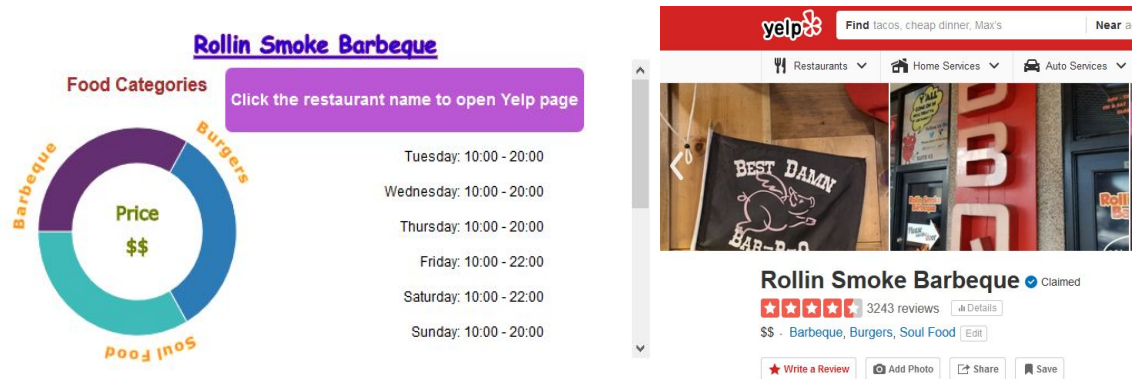 Rollin Smoke Barbeque
Food Categories
Click the restaurant name to open Yelp page
Barbeque
Burgers
Soul Food
Price
$$
Tuesday: 10:00 - 20:00
Wednesday: 10:00 - 20:00
Thursday: 10:00 - 20:00
Friday: 10:00 - 22:00
Saturday: 10:00 - 22:00
Sunday: 10:00 - 20:00
yelp
Find tacos, cheap dinner, Max's
Near
Restaurants
Home Services
Auto Services
BEST DAMN
BAR-B-Q
Y'ALL
B
B
Q
Rollin Smoke Barbeque
Claimed
3243 reviews
Details
$$ · Barbeque, Burgers, Soul Food Edit
Write a Review
Add Photo
Share
Save